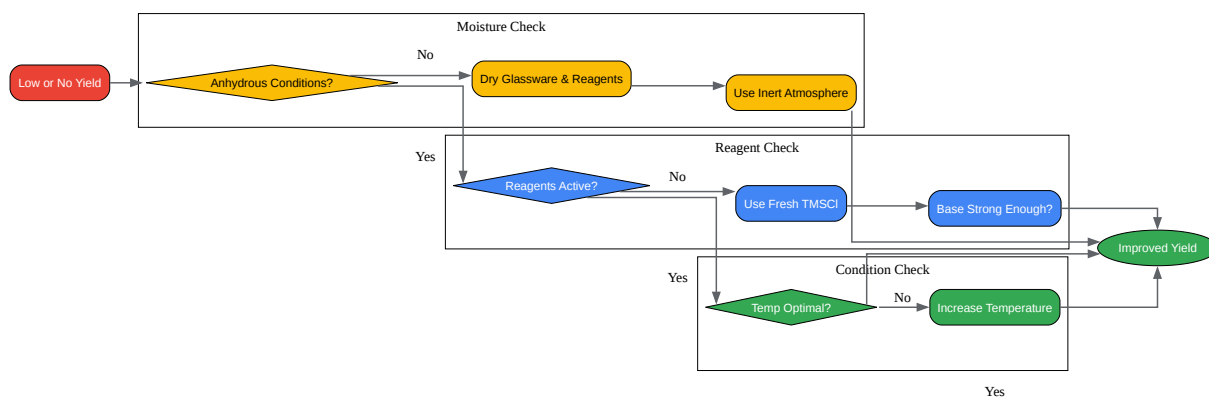 Moisture Check
Low or No Yield
Anhydrous Conditions?
No
Dry Glassware & Reagents
Use Inert Atmosphere
Yes
Reagent Check
Reagents Active?
No
Use Fresh TMSCl
Base Strong Enough?
Improved Yield
Yes
Condition Check
Temp Optimal?
No
Increase Temperature
Yes